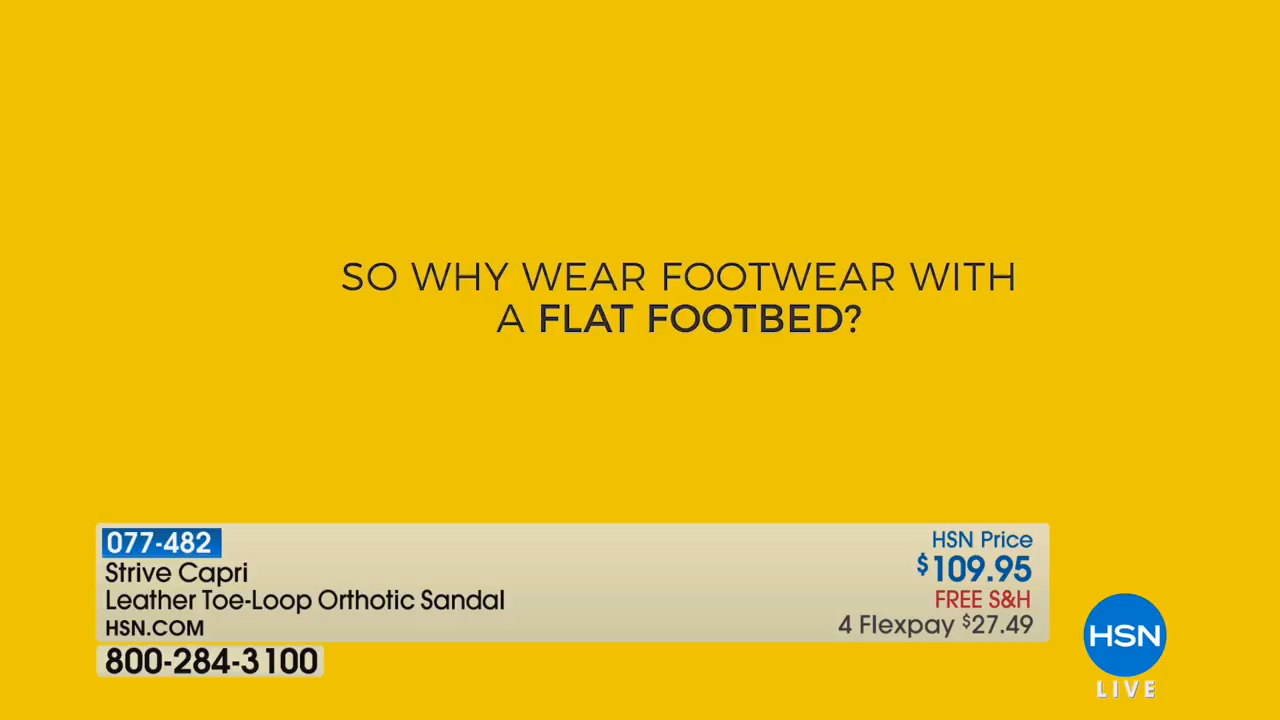 SO WHY WEAR FOOTWEAR WITH
A FLAT FOOTBED?
077-482
Strive Capri
Leather Toe-Loop Orthotic Sandal
HSN.COM
800-284-3100
HSN Price
$109.95
FREE S&H
4 Flexpay $27.49
HSN
LIVE